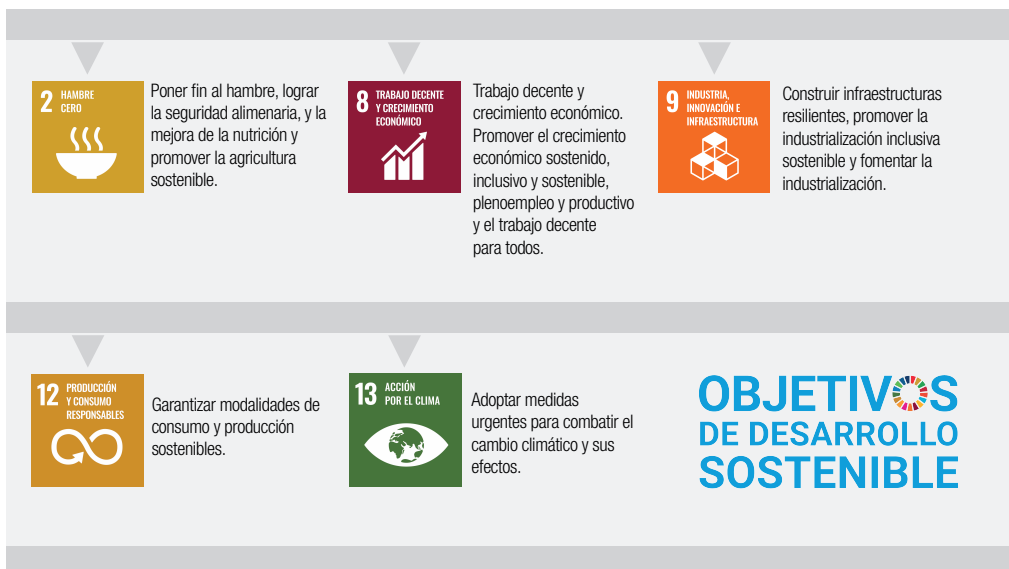 2 HAMBRE
CERO
Poner fin al hambre, lograr
la seguridad alimenaria, y la
mejora de la nutrición y
promover la agricultura
sostenible.
8 TRABAJO DECENTE
Y CRECIMIENTO
ECONÓMICO
Trabajo decente y
crecimiento económico.
Promover el crecimiento
económico sostenido,
inclusivo y sostenible,
plenoempleo y productivo
y el trabajo decente
para todos.
9 INDUSTRIA,
INNOVACIÓN E
INFRAESTRUCTURA
Construir infraestructuras
resilientes, promover la
industrialización inclusiva
sostenible y fomentar la
industrialización.
12 PRODUCCIÓN
Y CONSUMO
RESPONSABLES
Garantizar modalidades de
consumo y producción
sostenibles.
13 ACCIÓN
POR EL CLIMA
Adoptar medidas
urgentes para combatir el
cambio climático y sus
efectos.
OBJETIVOS
DE DESARROLLO
SOSTENIBLE